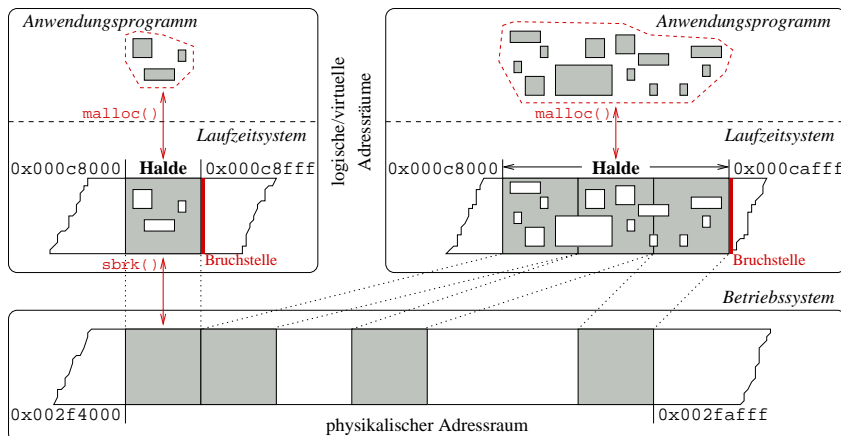 Anwendungsprogramm
malloc()
Laufzeitsystem
0x000c8000
Halde
0x000c8fff
Bruchstelle
sbrk()
logische/virtuelle
Adressräume
Anwendungsprogramm
malloc()
Laufzeitsystem
0x000c8000
Halde
0x000cafff
Bruchstelle
Betriebssystem
0x002f4000
physikalischer Adressraum
0x002fafff